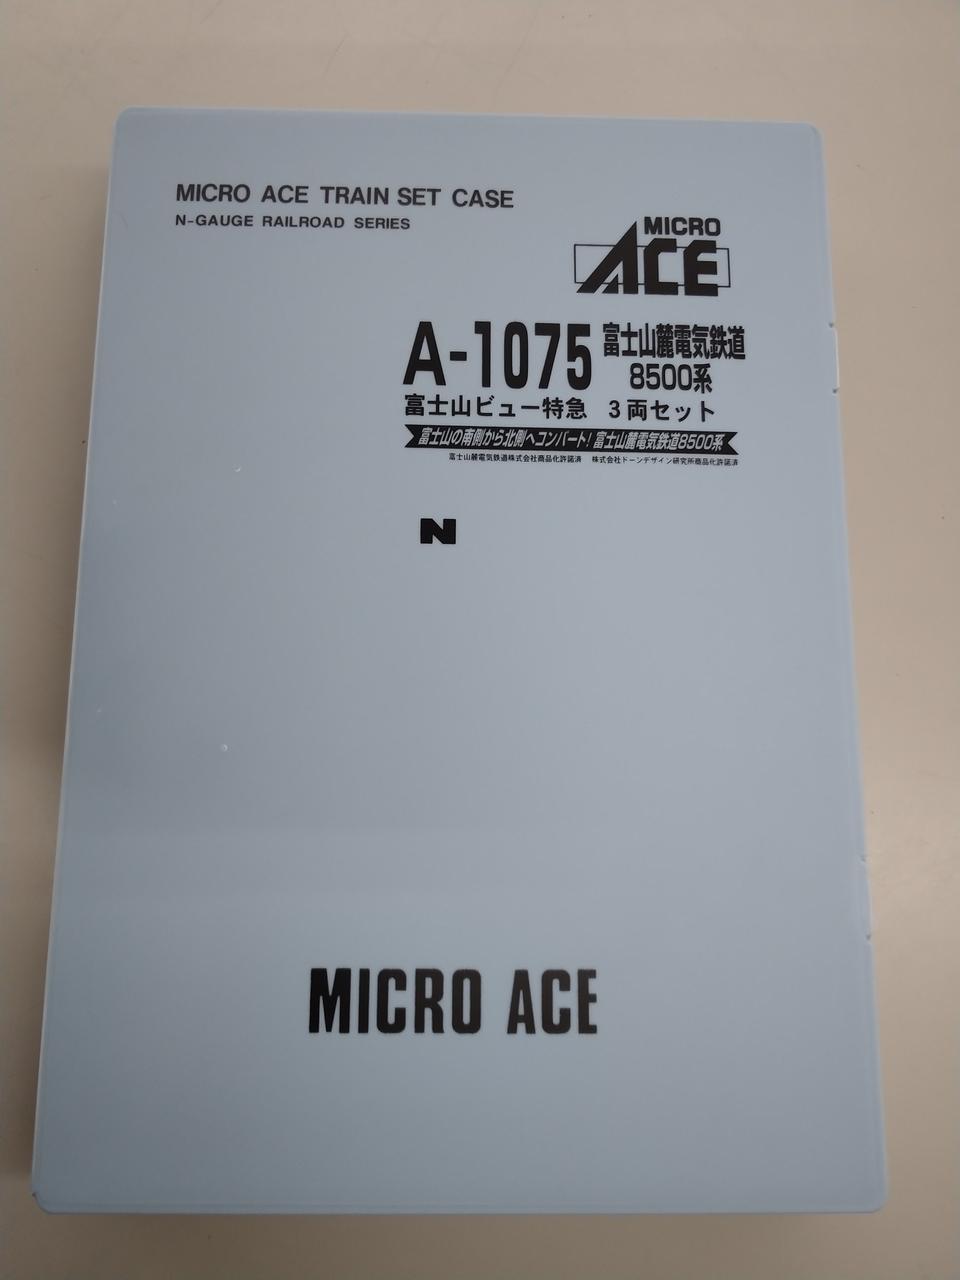 MICRO ACE TRAIN SET CASE
N-GAUGE RAILROAD SERIES
MICRO
ACE
A-1075 富士山麓電気鉄道
8500系
富士山ビュー特急 3両セット
富士山の南側から北側へコンバート! 富士山麓電気鉄道8500系
富士山麓電気鉄道株式会社商品化許諾済 株式会社ドーンデザイン研究所商品化許諾済
N
MICRO ACE